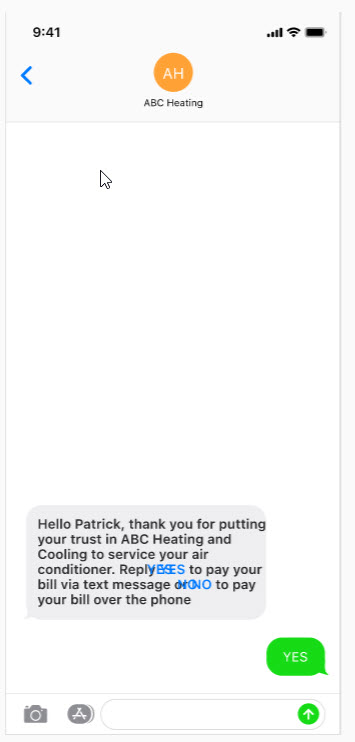 9:41
AH
ABC Heating
Hello Patrick, thank you for putting
your trust in ABC Heating and
Cooling to service your air
conditioner. Reply YES to pay your
bill via text message or NO to pay
your bill over the phone
YES